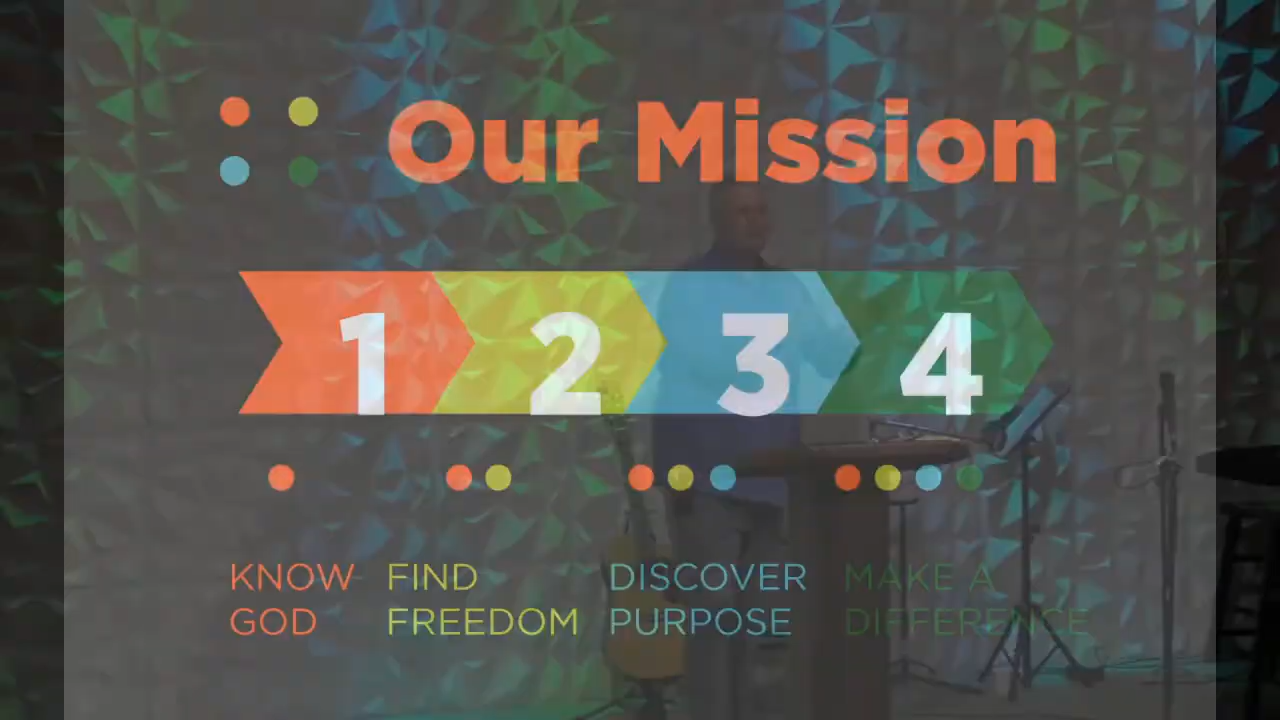 Our Mission
1 2 3 4
KNOW FIND DISCOVER MAKE A
GOD FREEDOM PURPOSE DIFFERENCE